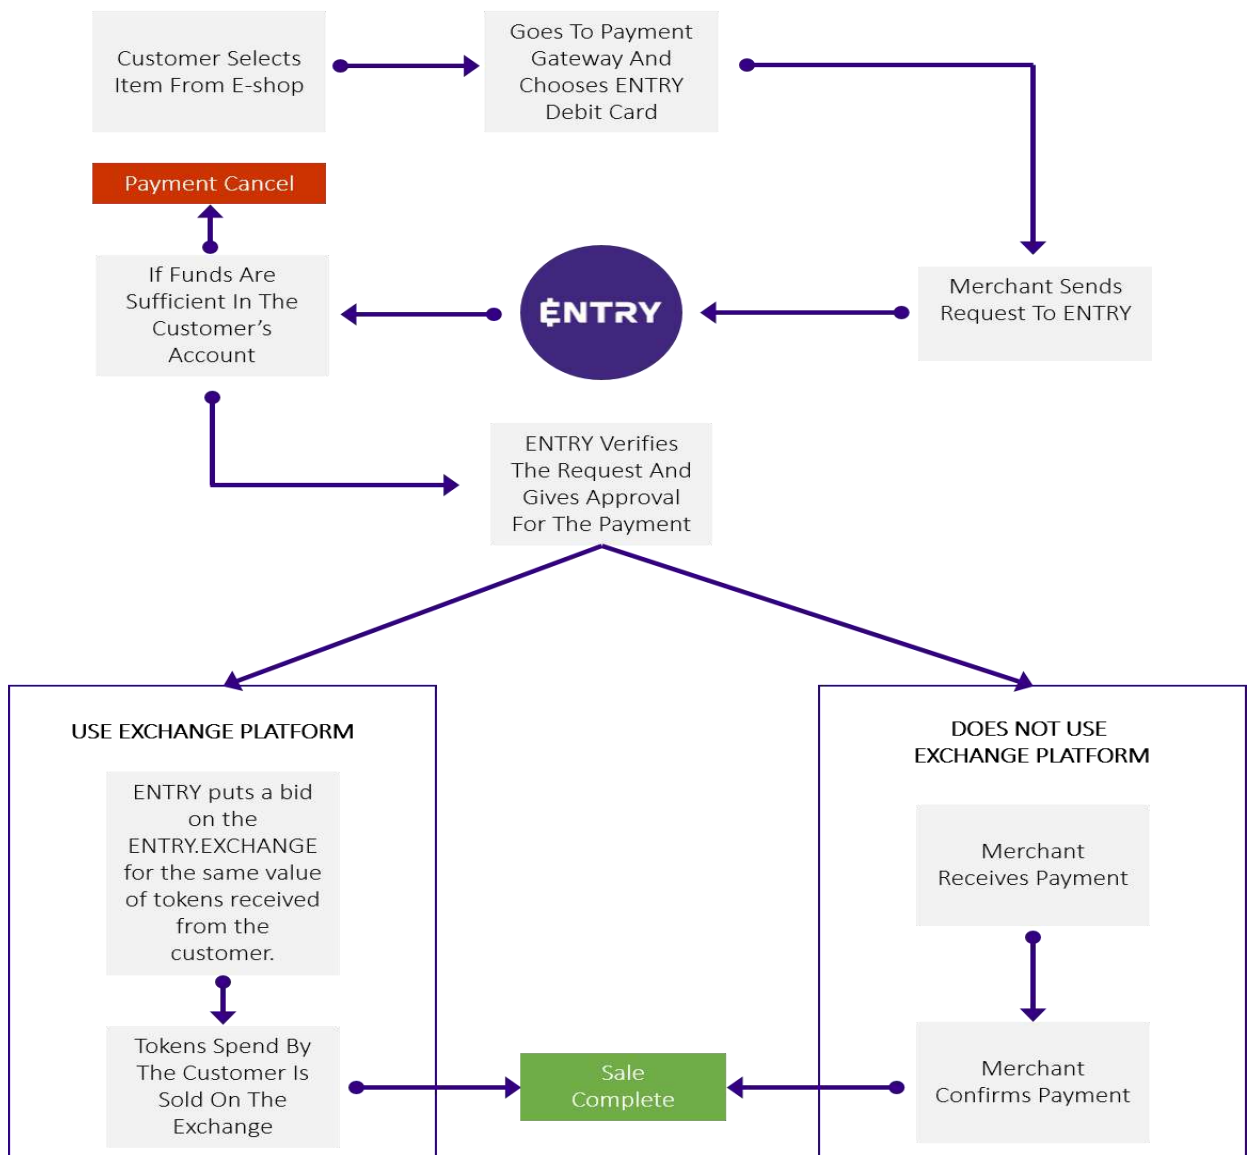 Customer Selects
Item From E-shop
Goes To Payment
Gateway And
Chooses ENTRY
Debit Card
Payment Cancel
If Funds Are
Sufficient In The
Customer’s
Account
ENTRY
Merchant Sends
Request To ENTRY
ENTRY Verifies
The Request And
Gives Approval
For The Payment
USE EXCHANGE PLATFORM
ENTRY puts a bid
on the
ENTRY.EXCHANGE
for the same value
of tokens received
from the
customer.
Tokens Spend By
The Customer Is
Sold On The
Exchange
Sale
Complete
DOES NOT USE
EXCHANGE PLATFORM
Merchant
Receives Payment
Merchant
Confirms Payment